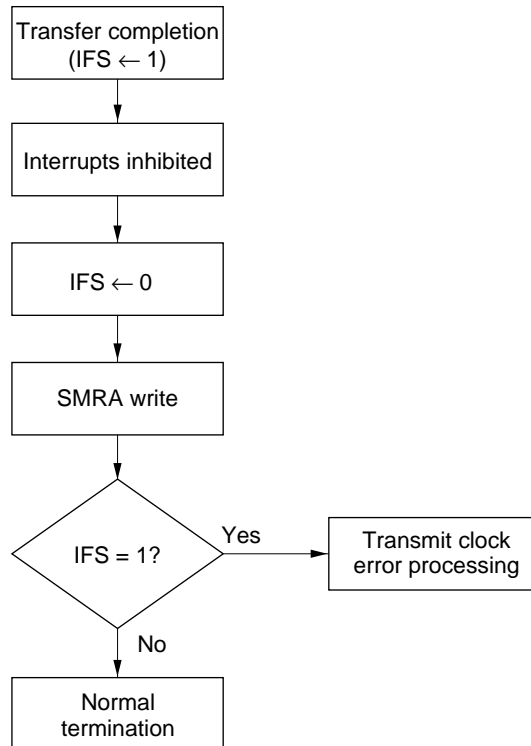 Transfer completion
(IFS ← 1)
Interrupts inhibited
IFS ← 0
SMRA write
IFS = 1?
Yes
Transmit clock
error processing
No
Normal
termination